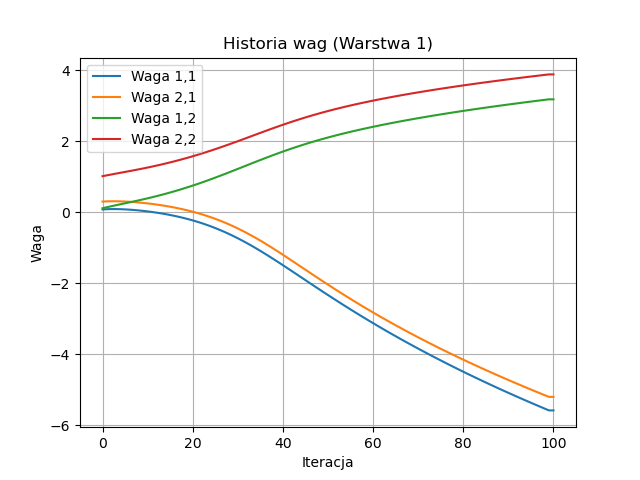 Historia wag (Warstwa 1)
Waga 1,1
Waga 2,1
Waga 1,2
Waga 2,2
4
2
0
−2
−4
−6
Waga
0 20 40 60 80 100
Iteracja